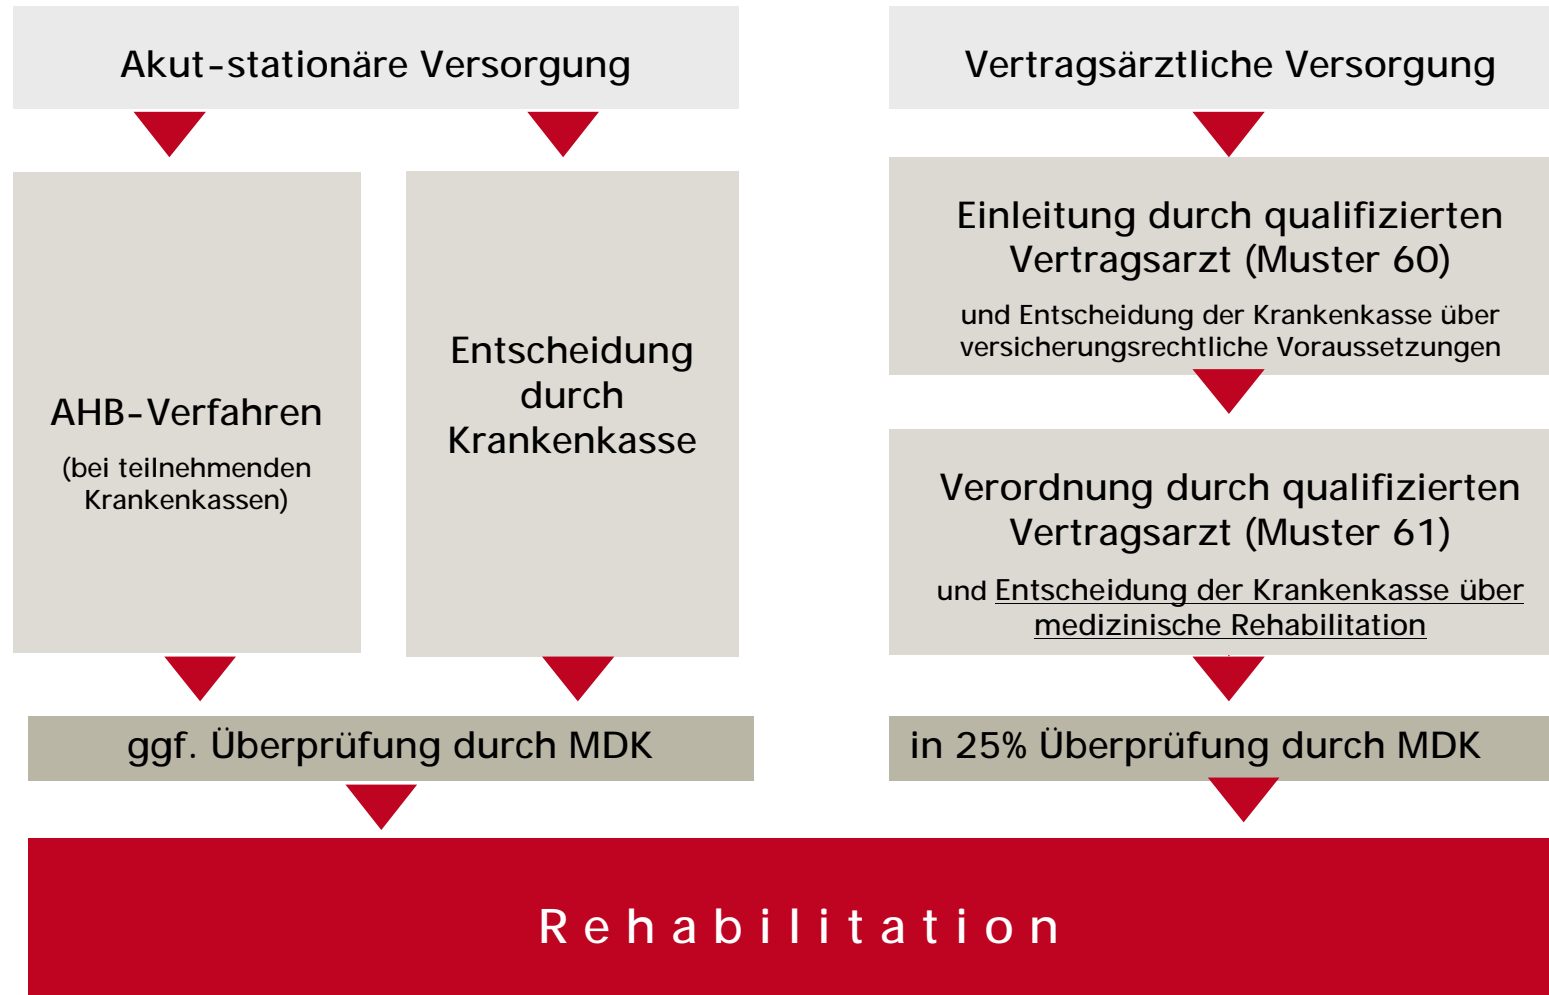 Akut-stationäre Versorgung
AHB-Verfahren
(bei teilnehmenden
Krankenkassen)
Entscheidung
durch
Krankenkasse
ggf. Überprüfung durch MDK
Vertragsärztliche Versorgung
Einleitung durch qualifizierten
Vertragsarzt (Muster 60)
und Entscheidung der Krankenkasse über
versicherungsrechtliche Voraussetzungen
Verordnung durch qualifizierten
Vertragsarzt (Muster 61)
und Entscheidung der Krankenkasse über
medizinische Rehabilitation
in 25% Überprüfung durch MDK
Rehabilitation